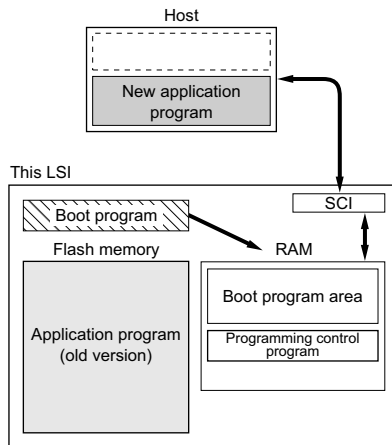 Host
New application
program
This LSI
SCI
Boot program
Flash memory
RAM
Boot program area
Application program
(old version)
Programming control
program